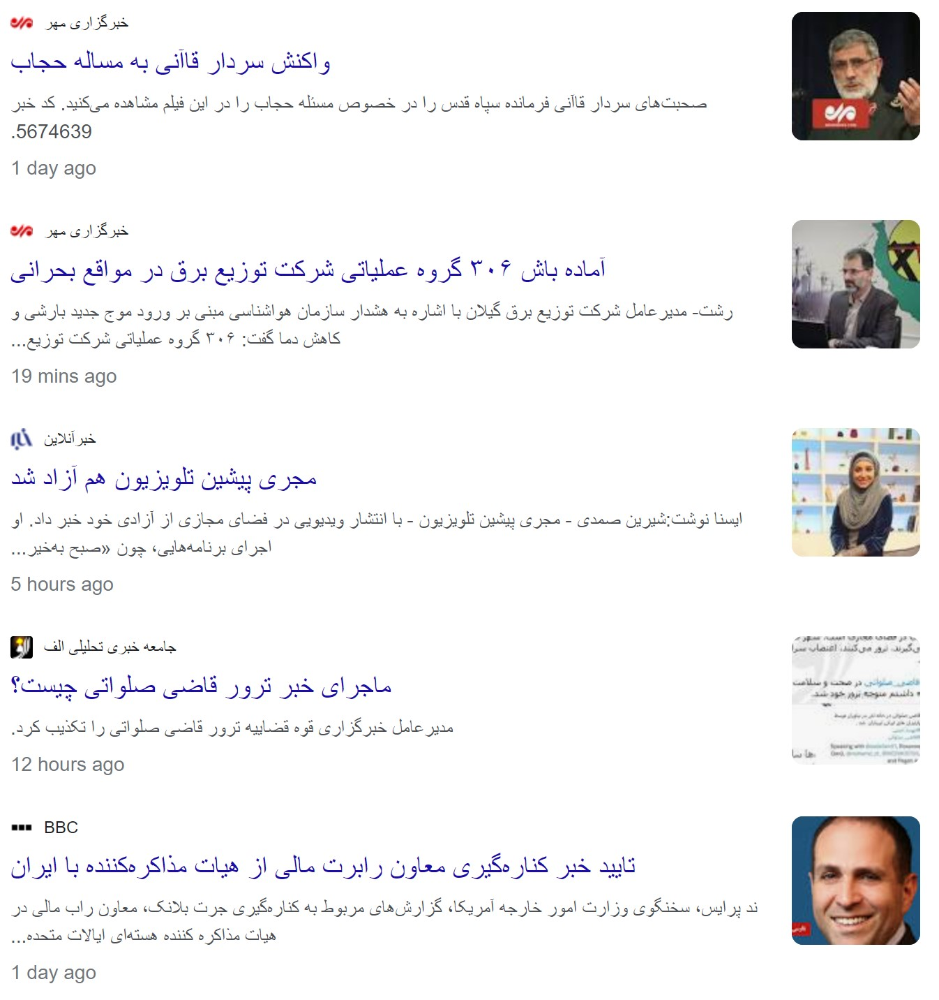 خبرگزاری مهر
واکنش سردار قاآنی به مساله حجاب
صحبت‌های سردار قاآنی فرمانده سپاه قدس را در خصوص مسئله حجاب را در این فیلم مشاهده می‌کنید. کد خبر
5674639.
1 day ago
خبرگزاری مهر
آماده باش ۳۰۶ گروه عملیاتی شرکت توزیع برق در مواقع بحرانی
رشت- مدیرعامل شرکت توزیع برق گیلان با اشاره به هشدار سازمان هواشناسی مبنی بر ورود موج جدید بارشی و
کاهش دما گفت: ۳۰۶ گروه عملیاتی شرکت توزیع...
19 mins ago
خبرآنلاین
مجری پیشین تلویزیون هم آزاد شد
ایسنا نوشت:شیرین صمدی - مجری پیشین تلویزیون - با انتشار ویدیویی در فضای مجازی از آزادی خود خبر داد. او
اجرای برنامه‌هایی، چون «صبح به‌خیر...
5 hours ago
جامعه خبری تحلیلی الف
ماجرای خبر ترور قاضی صلواتی چیست؟
مدیرعامل خبرگزاری قوه قضاییه ترور قاضی صلواتی را تکذیب کرد.
12 hours ago
BBC
تایید خبر کناره‌گیری معاون رابرت مالی از هیات مذاکره‌کننده با ایران
ند پرایس، سخنگوی وزارت امور خارجه آمریکا، گزارش‌های مربوط به کناره‌گیری جرت بلانک، معاون راب مالی در
هیات مذاکره کننده هسته‌ای ایالات متحده...
1 day ago